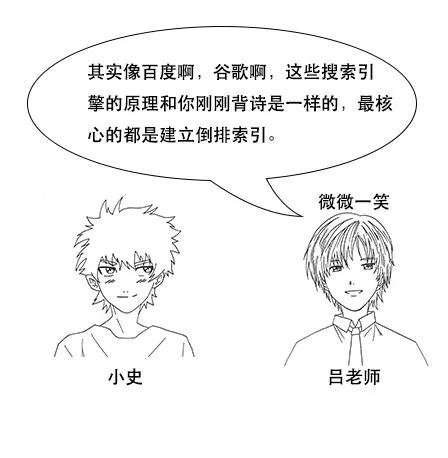 其实像百度啊，谷歌啊，这些搜索引
擎的原理和你刚刚背诗是一样的，最核
心的都是建立倒排索引。
微微一笑
小史
吕老师